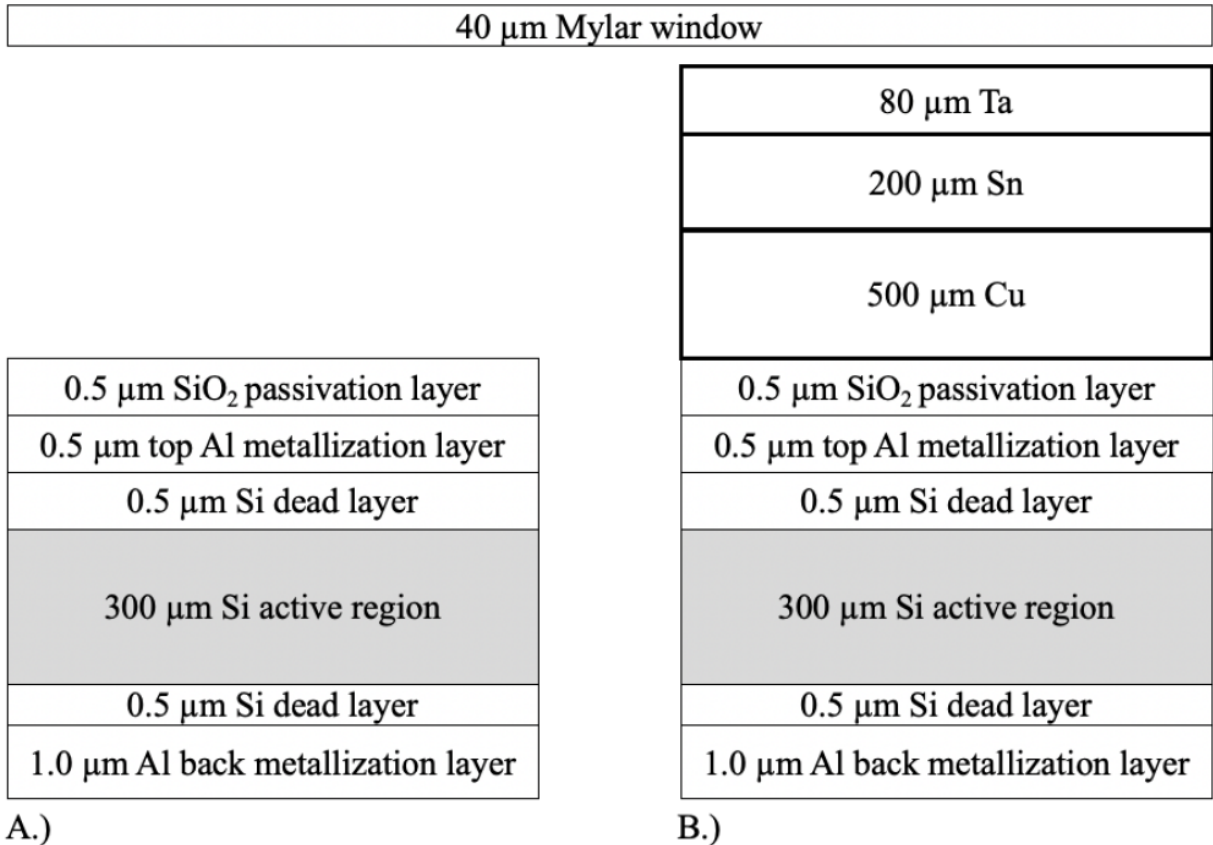 40 μm Mylar window
80 μm Ta
200 μm Sn
500 μm Cu
0.5 μm SiO₂ passivation layer
0.5 μm top Al metallization layer
0.5 μm Si dead layer
300 μm Si active region
0.5 μm Si dead layer
1.0 μm Al back metallization layer
A.)
0.5 μm SiO₂ passivation layer
0.5 μm top Al metallization layer
0.5 μm Si dead layer
300 μm Si active region
0.5 μm Si dead layer
1.0 μm Al back metallization layer
B.)